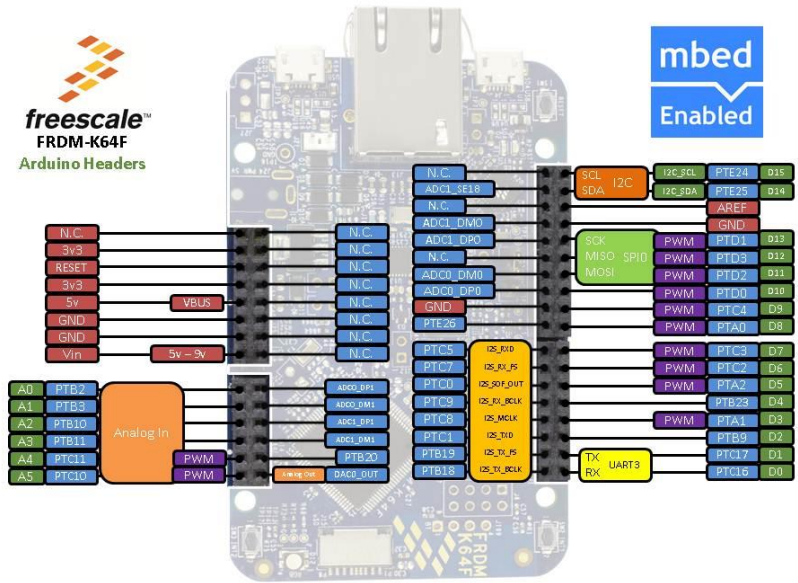 freescale™
FRDM-K64F
Arduino Headers
mbed
Enabled
N.C.
SCL
SDA
I2C
I2C_SCL
PTE24
D15
ADC1_SE18
I2C_SDA
PTE25
D14
N.C.
AREF
ADC1_DM0
GND
ADC1_DP0
SCK
MISO
MOSI
SPI0
PWM
PTD1
D13
N.C.
PWM
PTD3
D12
ADC0_DM0
PWM
PTD2
D11
ADC0_DP0
PWM
PTD0
D10
GND
PWM
PTC4
D9
PTE26
PWM
PTA0
D8
N.C.
N.C.
3v3
N.C.
RESET
N.C.
3v3
N.C.
5v
VBUS
N.C.
GND
N.C.
GND
N.C.
Vin
5v – 9v
N.C.
PTC5
I2S_RXD
PWM
PTC3
D7
PTC7
I2S_RX_FS
PWM
PTC2
D6
PTC0
I2S_SOF_OUT
PWM
PTA2
D5
PTC9
I2S_RX_BCLK
PTB23
D4
PTC8
I2S_MCLK
PWM
PTA1
D3
PTC1
I2S_TXD
PTB9
D2
PTB19
I2S_TX_FS
TX
RX
UART3
PTC17
D1
PTB18
I2S_TX_BCLK
PTC16
D0
A0
PTB2
Analog In
ADC0_DP1
A1
PTB3
ADC0_DM1
A2
PTB10
ADC1_DP1
A3
PTB11
ADC1_DM1
A4
PTC11
PWM
PTB20
A5
PTC10
PWM
Analog Out
DAC0_OUT
FRDM
K64F